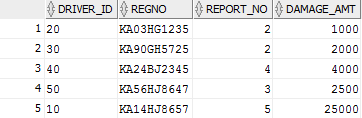 DRIVER_ID REGNO REPORT_NO DAMAGE_AMT
1 20 KA03HG1235 2 1000
2 30 KA90GH5725 2 2000
3 40 KA24BJ2345 4 4000
4 50 KA56HJ8647 3 2500
5 10 KA14HJ8657 5 25000